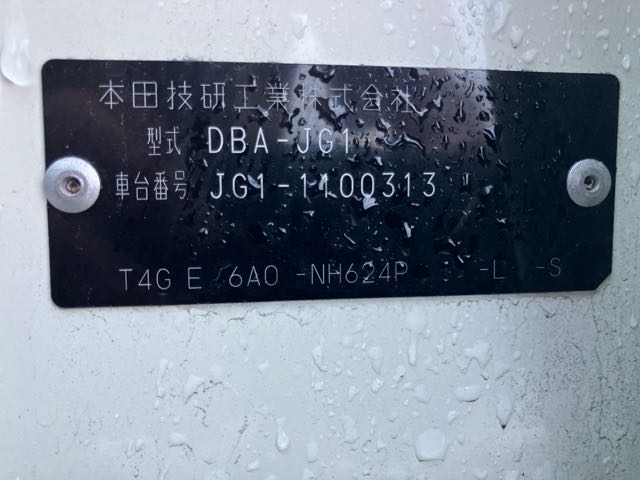 本田技研工業株式会社
型式 DBA-JG1
車台番号 JG1-1100313
T4G E 6A0 -NH624P -L -S